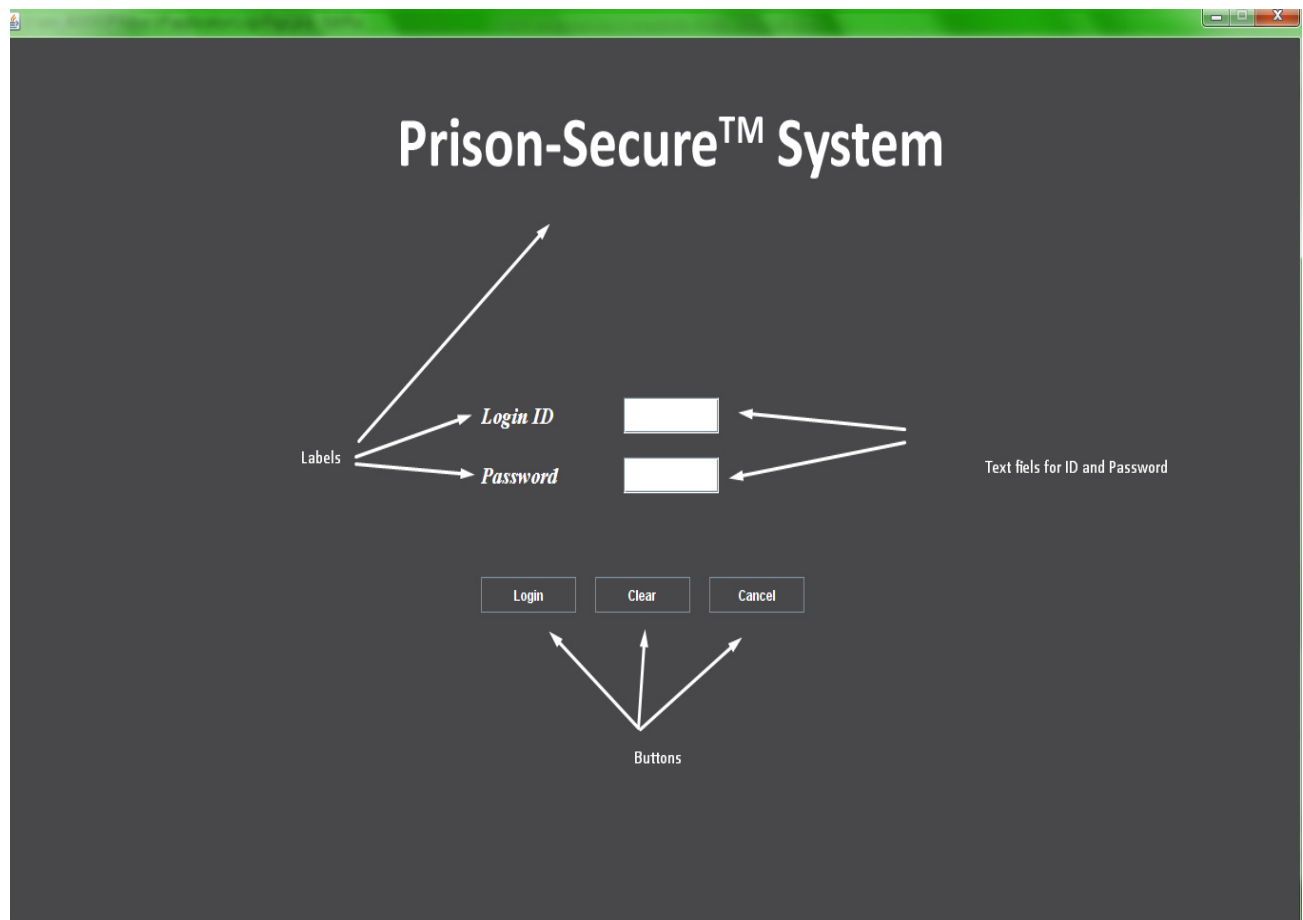 Prison-Secure™ System
Login ID
Labels
Password
Text fiels for ID and Password
Login Clear Cancel
Buttons